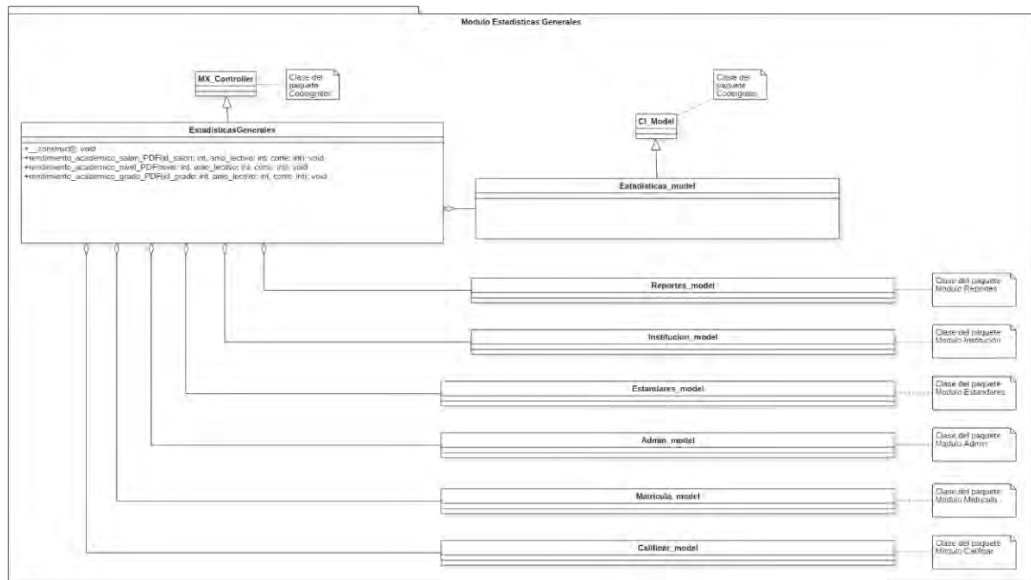 Modulo Estadisticas Generales
MX_Controller
Clase del
paquete
Codeigniter
Clase del
paquete
Codeigniter
CI_Model
EstadisticasGenerales
+__construct(): void
+rendimiento_academico_salon_PDF(id_salon: int, ano_lectivo: int, corte: int): void
+rendimiento_academico_nivel_PDF(nivel: int, ano_lectivo: int, corte: int): void
+rendimiento_academico_grado_PDF(id_grado: int, ano_lectivo: int, corte: int): void
Estadisticas_model
Reportes_model
Clase del paquete
Modulo Reportes
Institucion_model
Clase del paquete
Modulo Institución
Estandares_model
Clase del paquete
Modulo Estandares
Admin_model
Clase del paquete
Modulo Admin
Matricula_model
Clase del paquete
Modulo Matricula
Calificar_model
Clase del paquete
Modulo Calificar